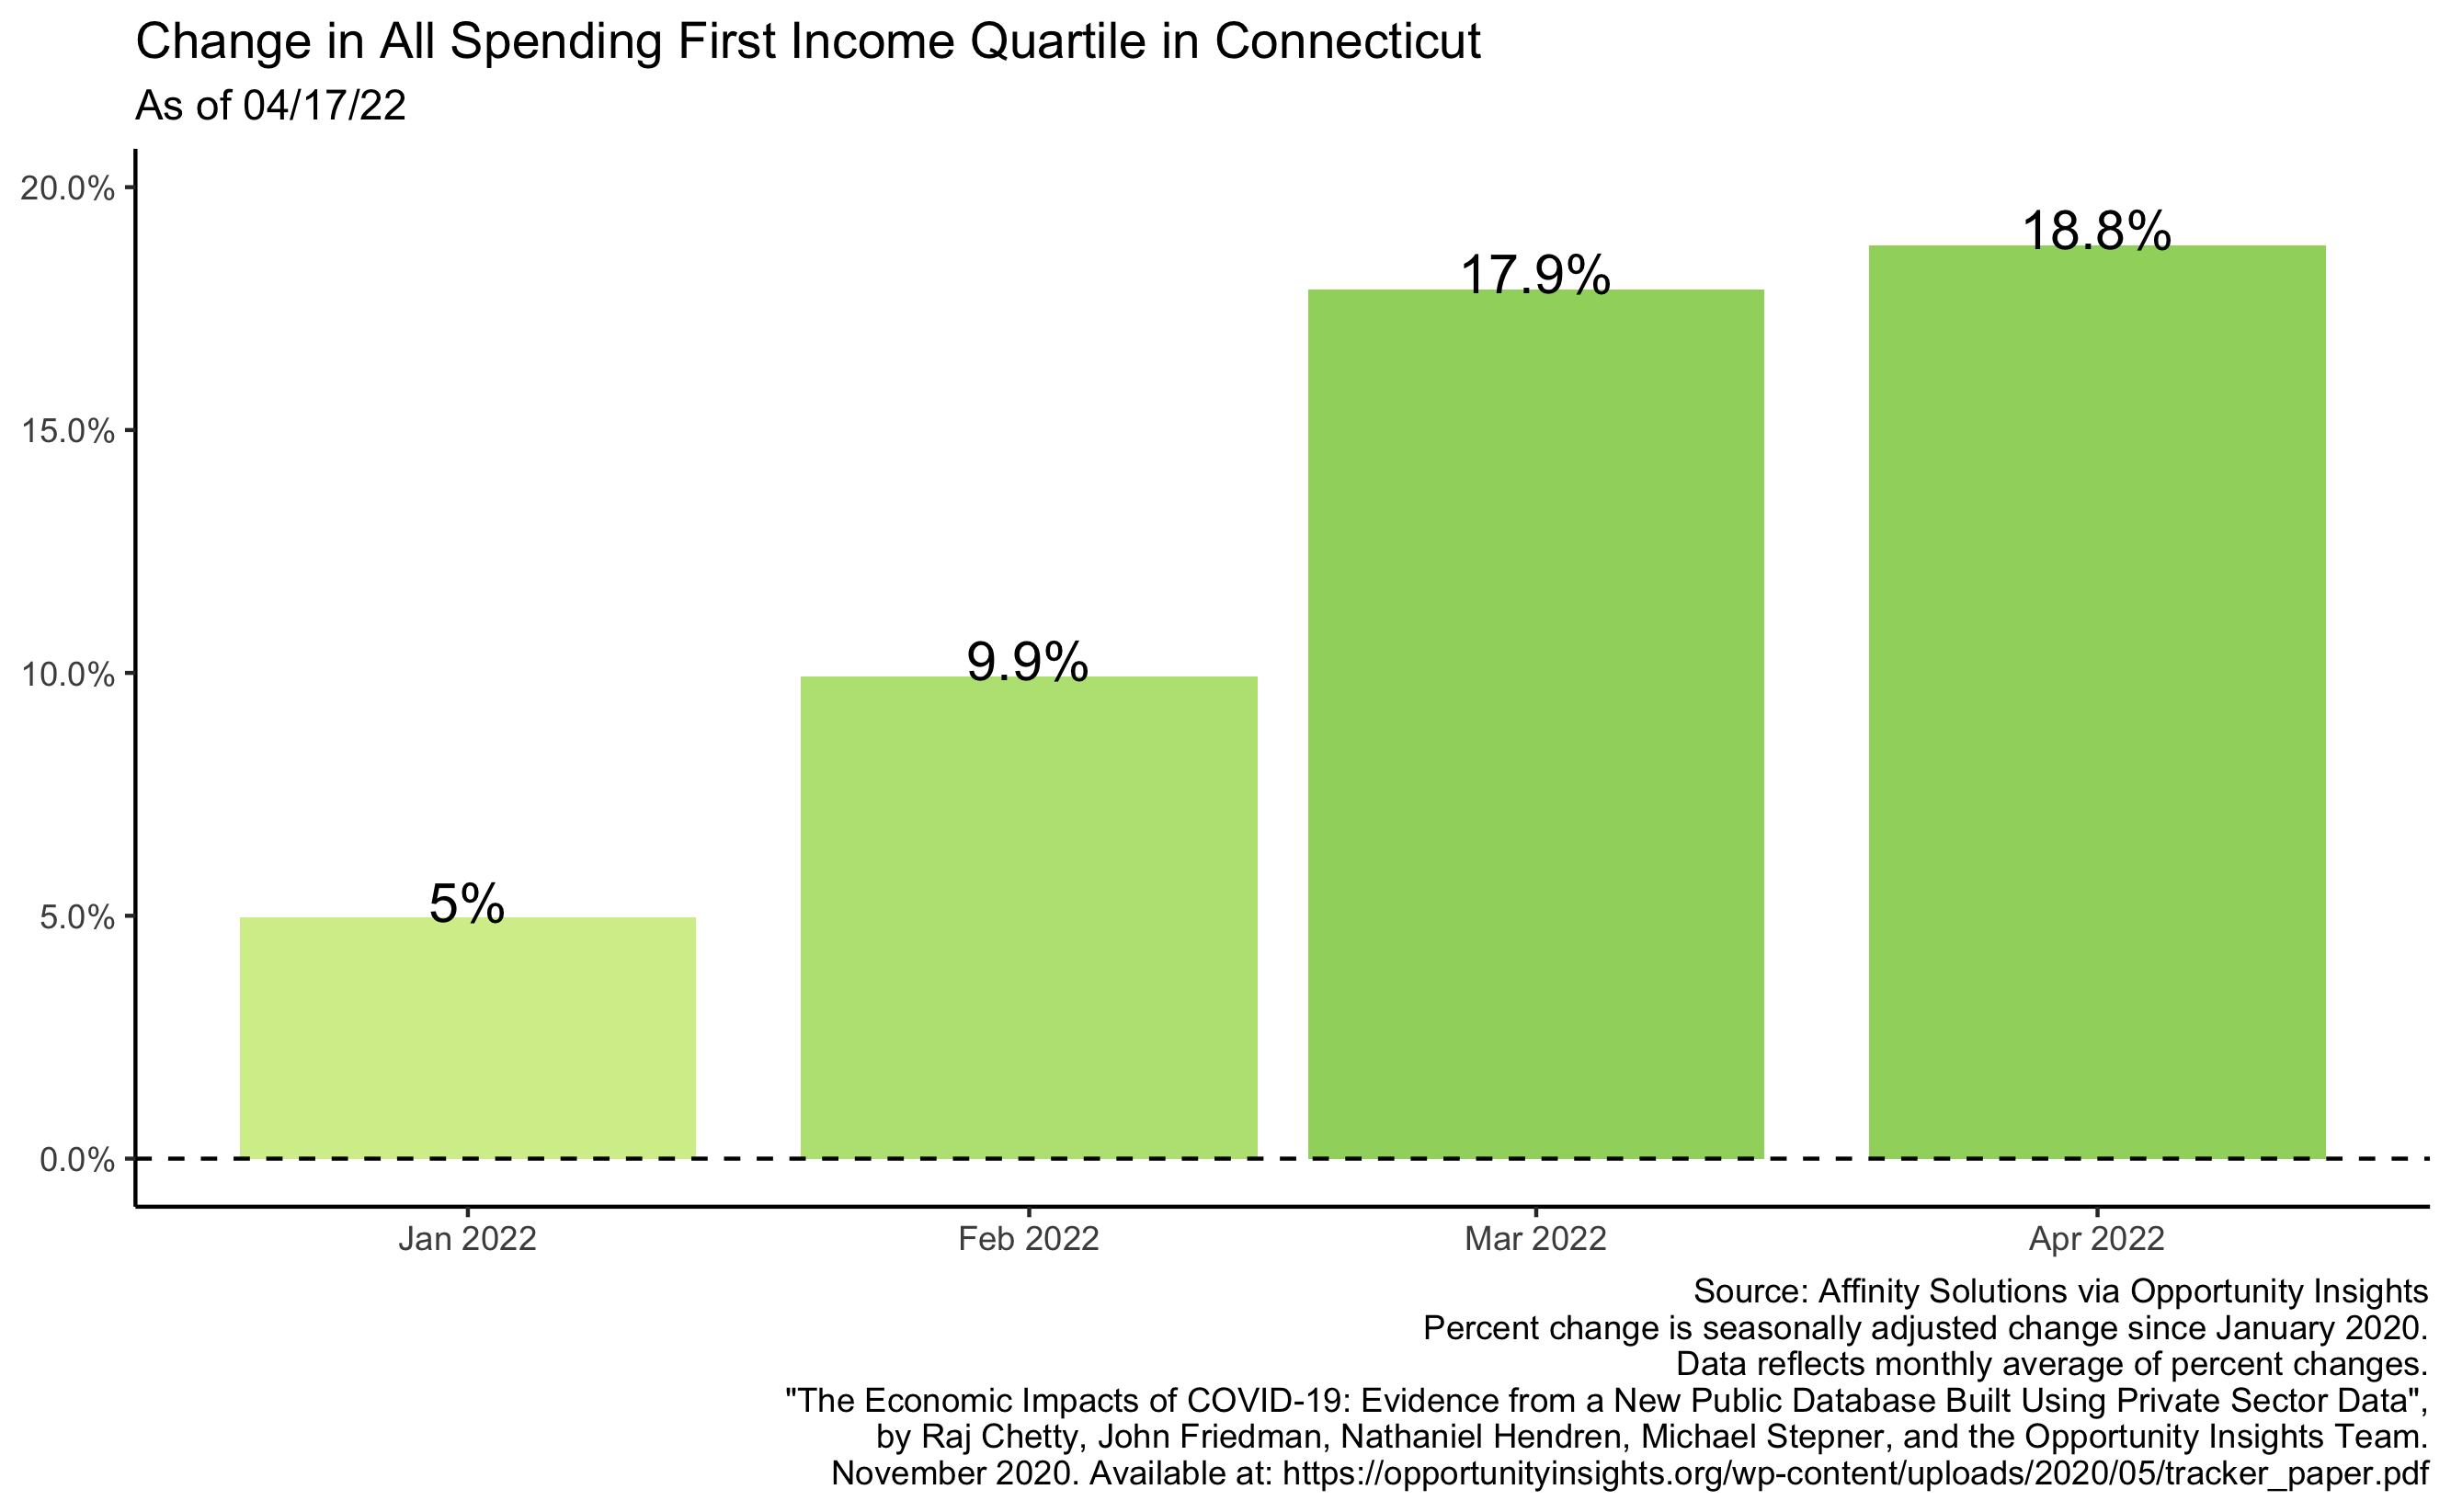 Change in All Spending First Income Quartile in Connecticut
As of 04/17/22
20.0%
15.0%
10.0%
5.0%
0.0%
5%
9.9%
17.9%
18.8%
Jan 2022
Feb 2022
Mar 2022
Apr 2022
Source: Affinity Solutions via Opportunity Insights
Percent change is seasonally adjusted change since January 2020.
Data reflects monthly average of percent changes.
"The Economic Impacts of COVID-19: Evidence from a New Public Database Built Using Private Sector Data",
by Raj Chetty, John Friedman, Nathaniel Hendren, Michael Stepner, and the Opportunity Insights Team.
November 2020. Available at: https://opportunityinsights.org/wp-content/uploads/2020/05/tracker_paper.pdf